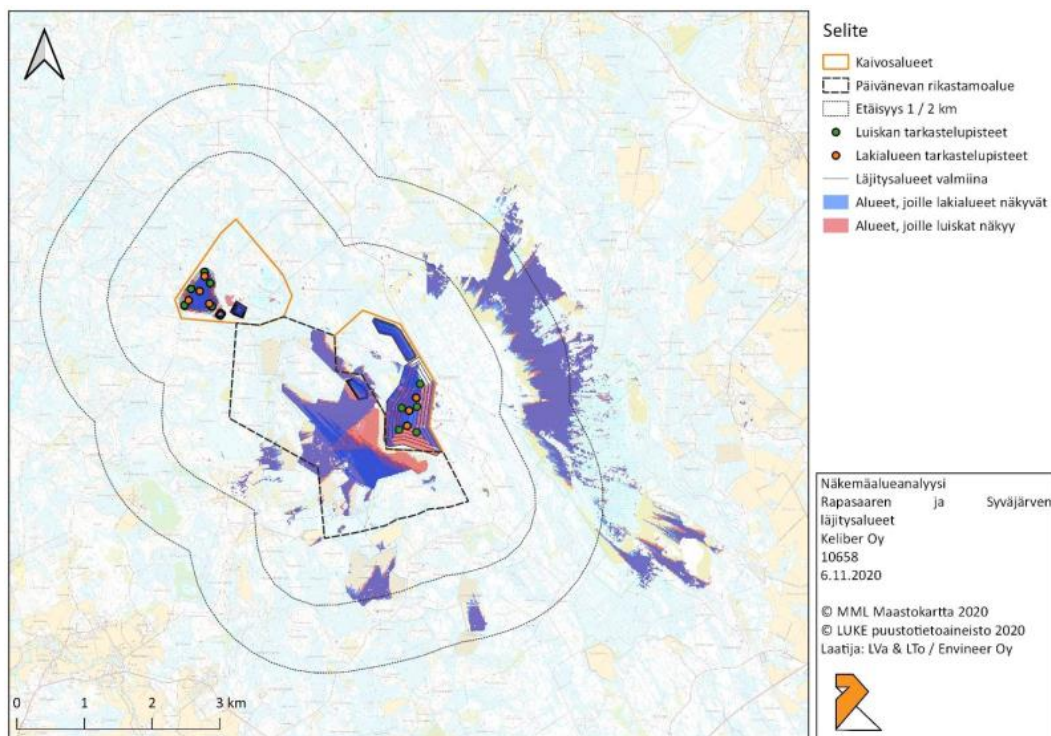 Selite
Kaivosalueet
Päivänevan rikastamoalue
Etäisyys 1 / 2 km
Luiskan tarkastelupisteet
Lakialueen tarkastelupisteet
Läjitysalueet valmiina
Alueet, joille lakialueet näkyvät
Alueet, joille luiskat näkyy
Näkemäalueanalyysi
Rapasaaren ja Syväjärven
läjitysalueet
Keliber Oy
10658
6.11.2020
© MML Maastokartta 2020
© LUKE puustotietoaineisto 2020
Laatija: LVa & LTo / Envineer Oy
0 1 2 3 km